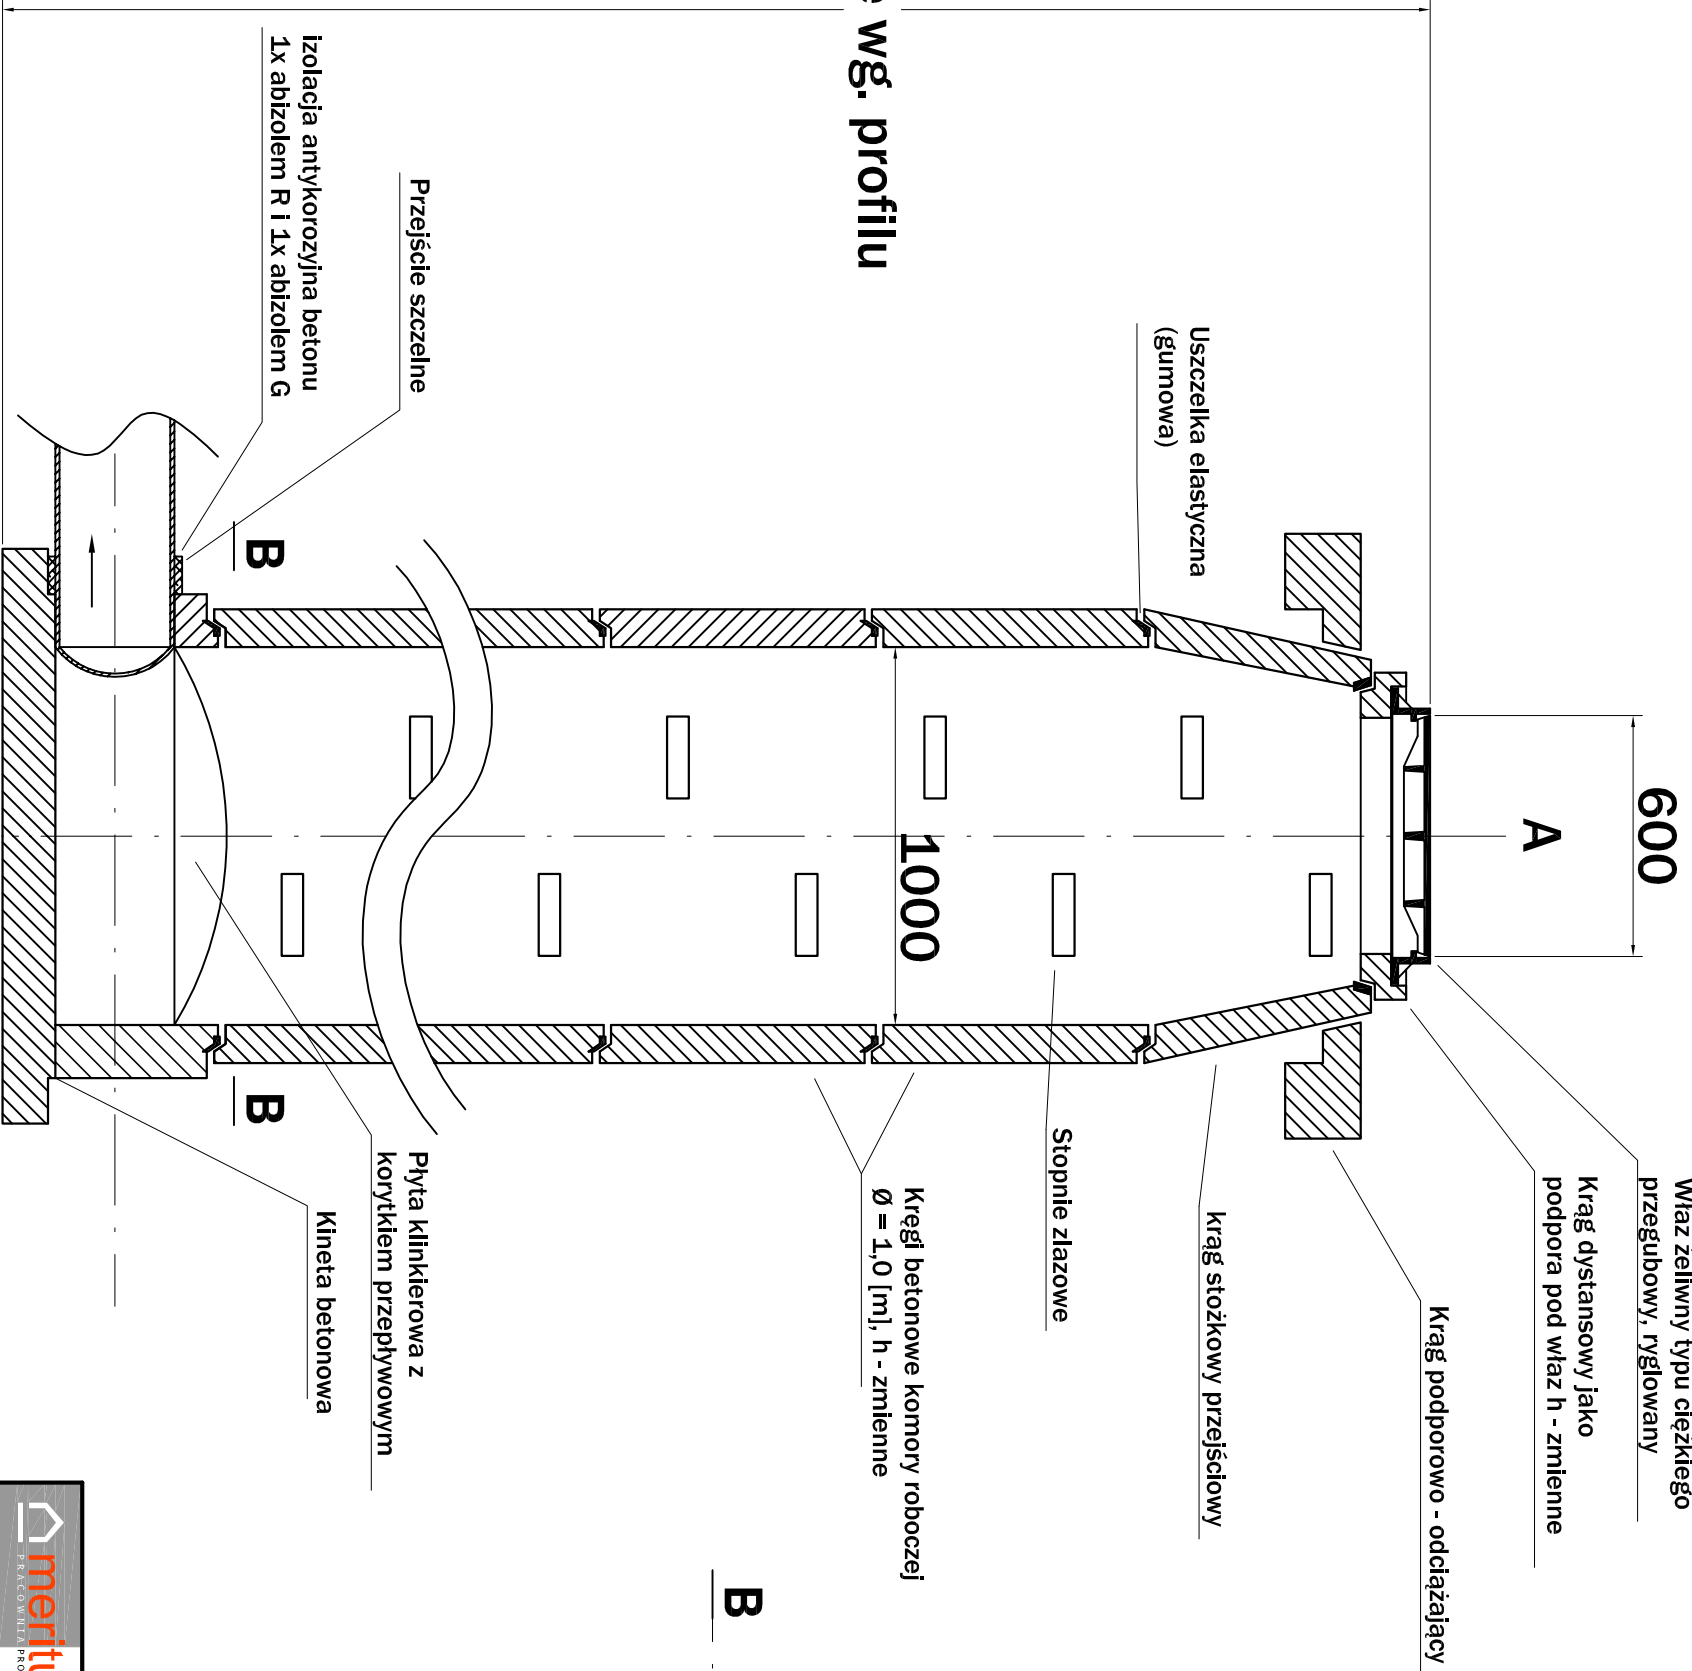 600
A
Właz żeliwny typu ciężkiego
przegubowy, ryglowany
Krąg dystansowy jako
podpora pod właz h - zmienne
Krąg podporowo - odciążający
krąg stożkowy przejściowy
Uszczelka elastyczna
(gumowa)
Stopnie złazowe
1000
Kręgi betonowe komory roboczej
Ø = 1,0 [m], h - zmienne
wg. profilu
B
Przejście szczelne
Płyta klinkierowa z
korytkiem przepływowym
izolacja antykorozyjna betonu
1x abizolem R i 1x abizolem G
Kineta betonowa
B
B
meritu
PRACOWNIA PRO